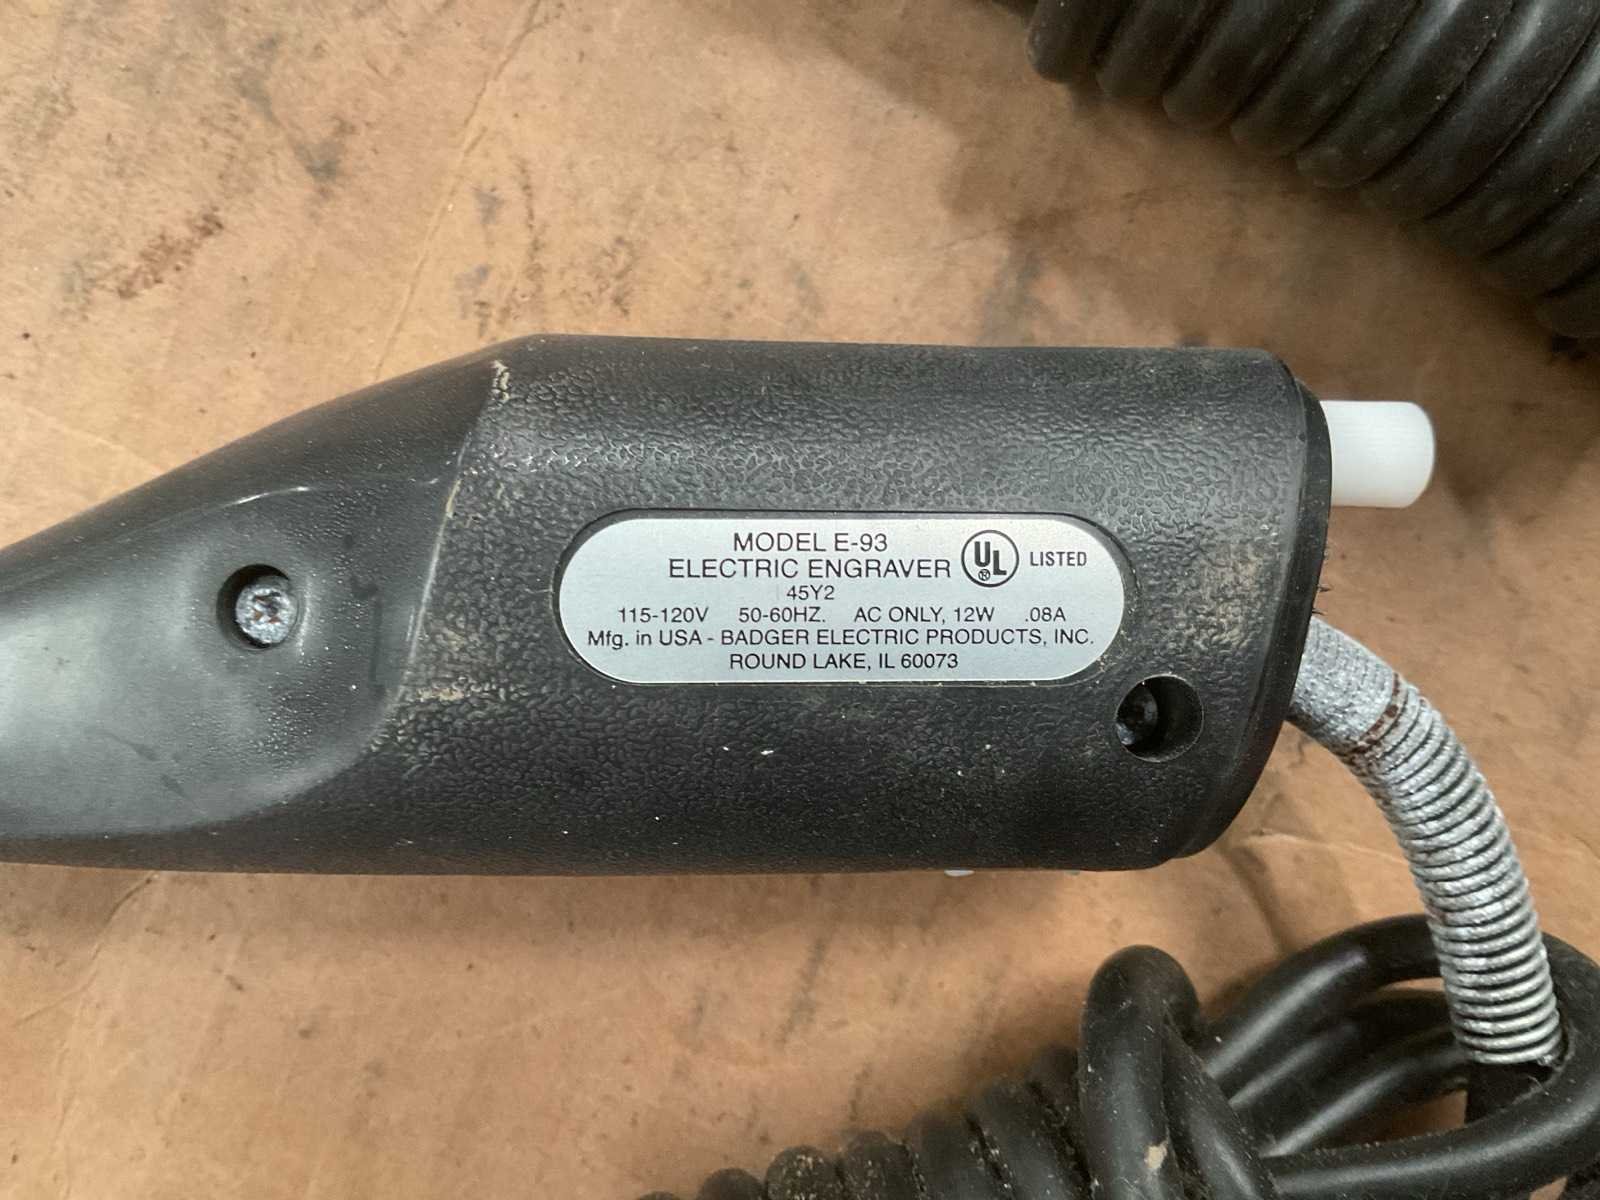 MODEL E-93
ELECTRIC ENGRAVER UL ® LISTED
45Y2
115-120V 50-60HZ. AC ONLY, 12W .08A
Mfg. in USA - BADGER ELECTRIC PRODUCTS, INC.
ROUND LAKE, IL 60073